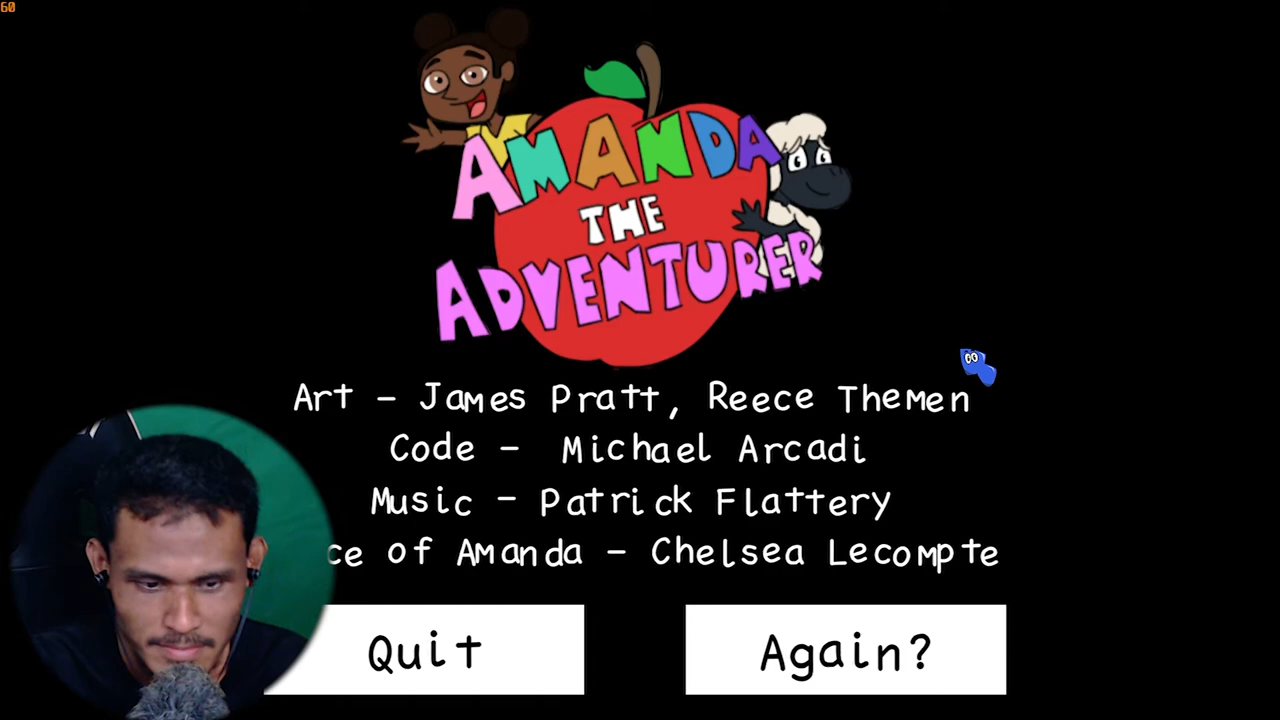 60
AMANDA
THE
ADVENTURER
Art - James Pratt, Reece Themen
Code - Michael Arcadi
Music - Patrick Flattery
ce of Amanda - Chelsea Lecompte
Quit
Again?